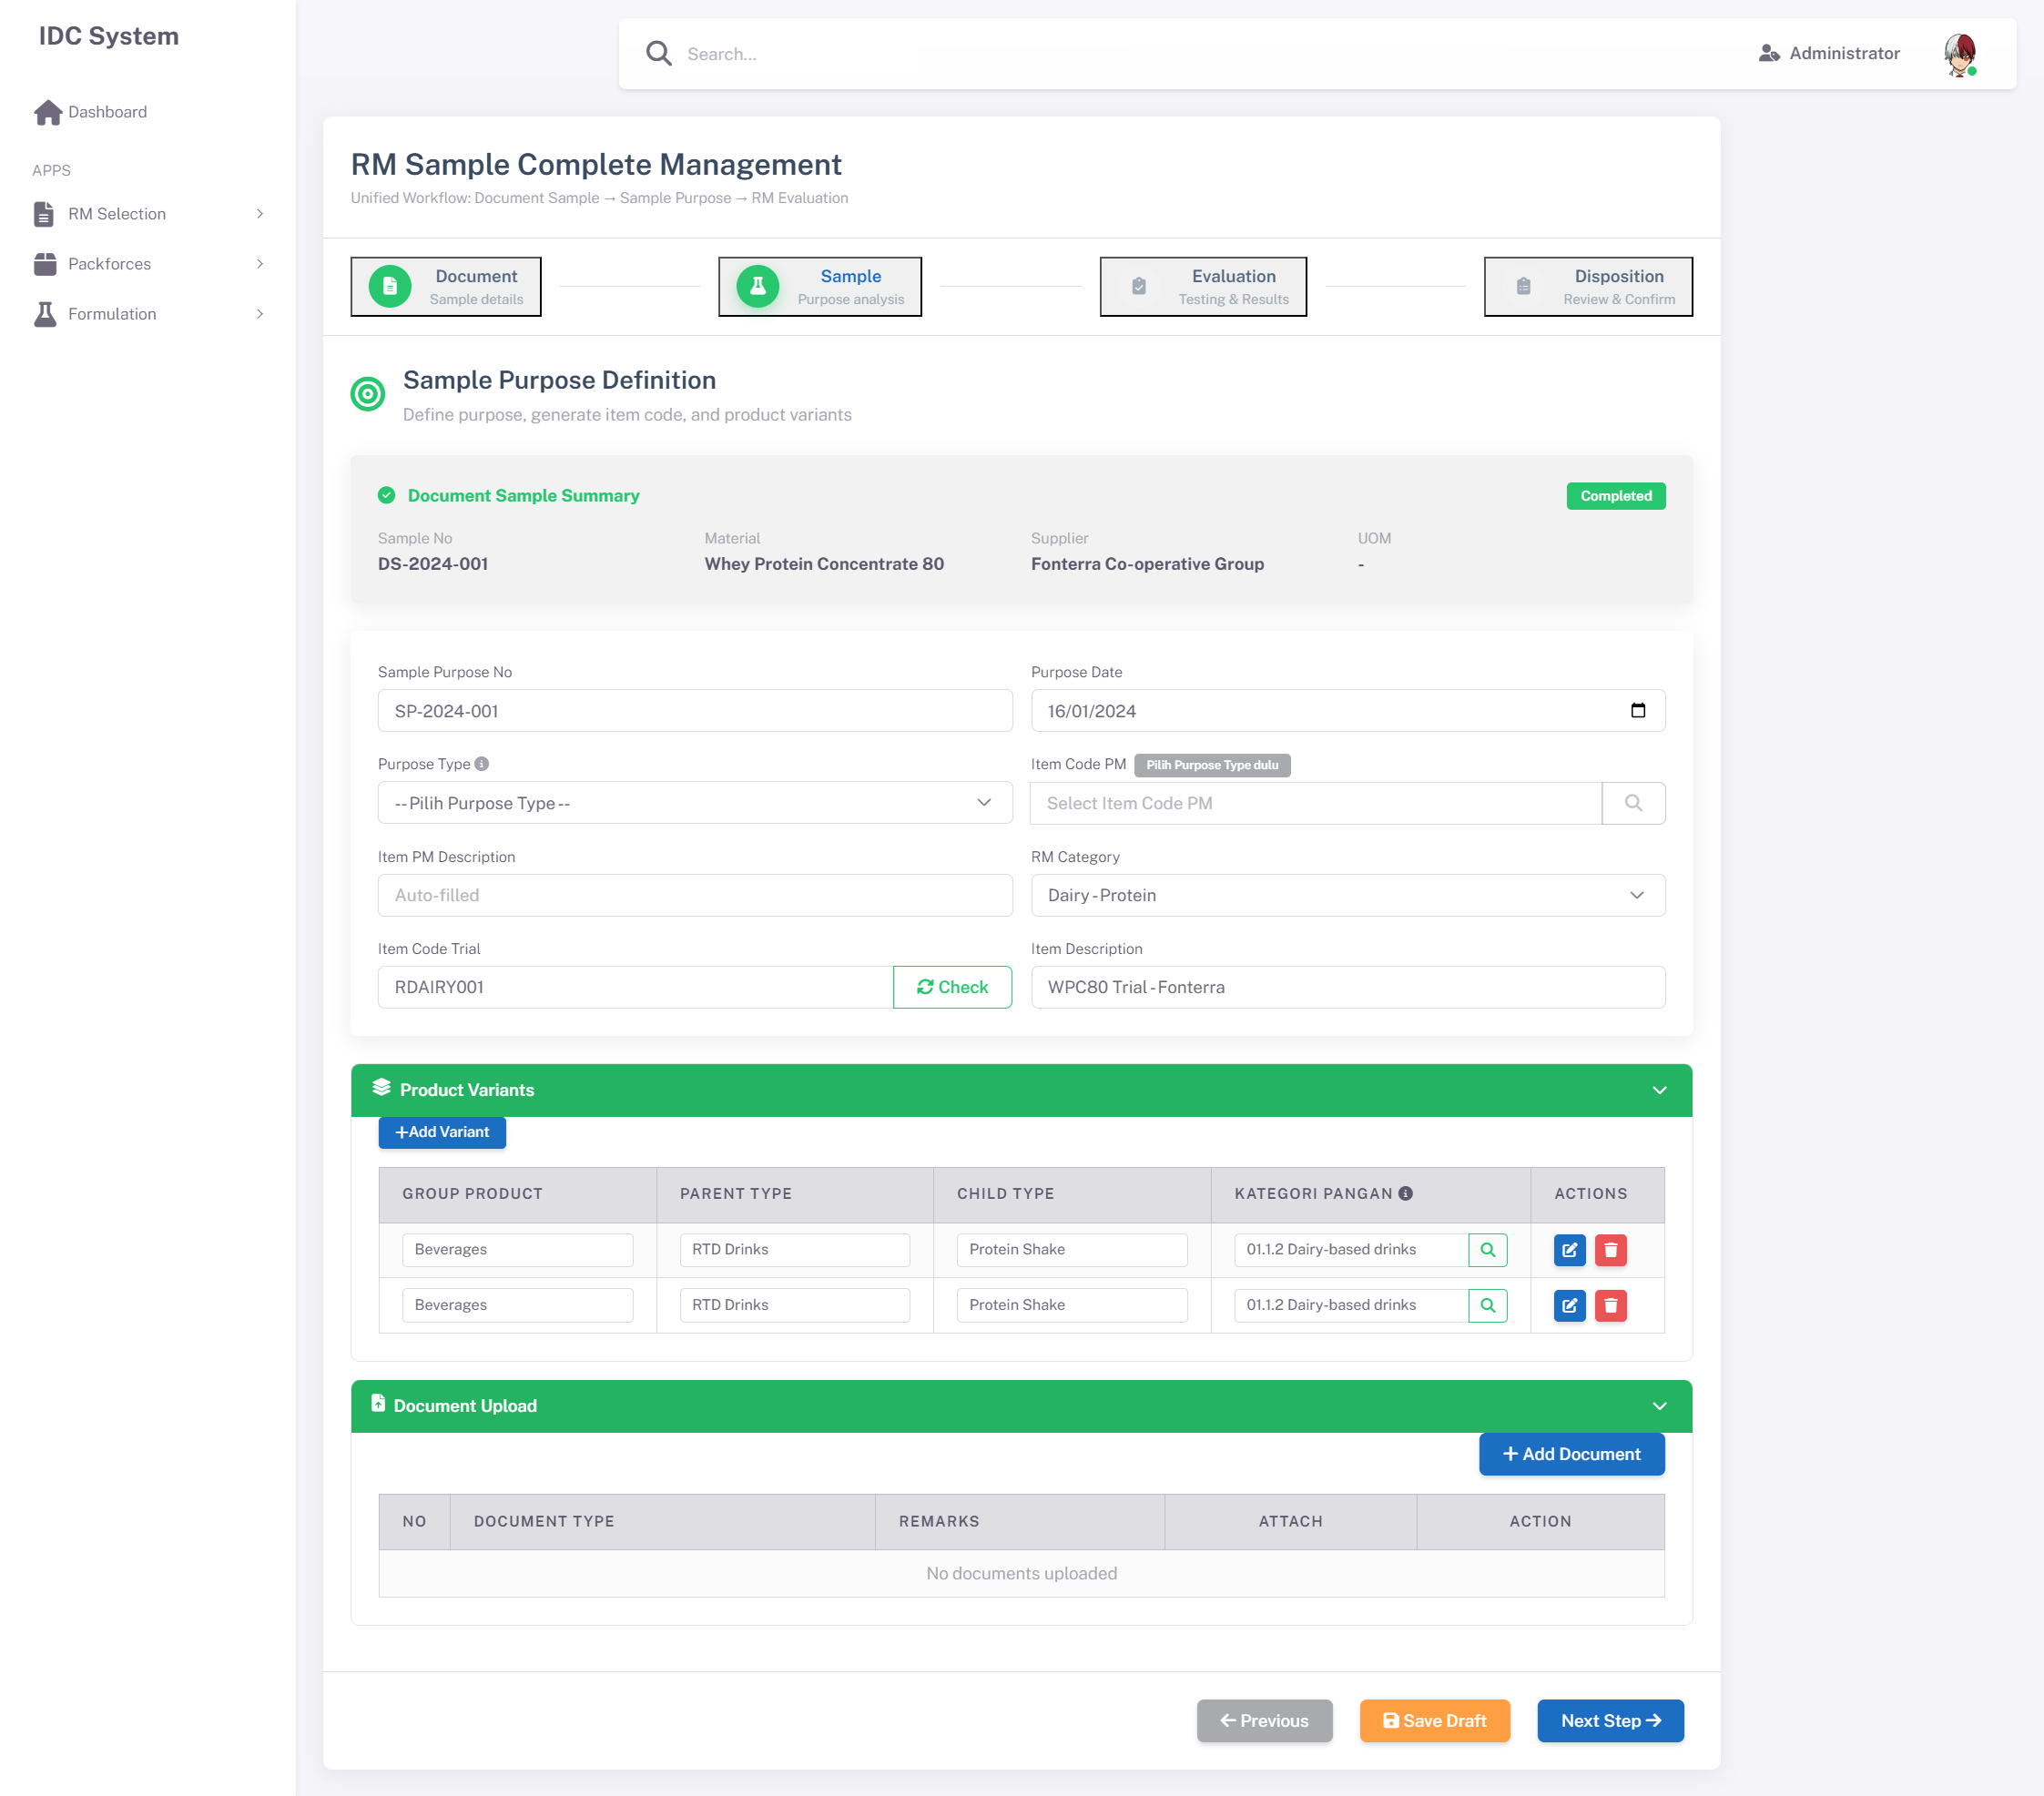 IDC System
Search...
Administrator
Dashboard
APPS
RM Selection
Packforces
Formulation
RM Sample Complete Management
Unified Workflow: Document Sample → Sample Purpose → RM Evaluation
Document
Sample details
Sample
Purpose analysis
Evaluation
Testing & Results
Disposition
Review & Confirm
Sample Purpose Definition
Define purpose, generate item code, and product variants
Document Sample Summary
Completed
Sample No
DS-2024-001
Material
Whey Protein Concentrate 80
Supplier
Fonterra Co-operative Group
UOM
-
Sample Purpose No
SP-2024-001
Purpose Date
16/01/2024
Purpose Type
-- Pilih Purpose Type --
Item Code PM Pilih Purpose Type dulu
Select Item Code PM
Item PM Description
Auto-filled
RM Category
Dairy - Protein
Item Code Trial
RDAIRY001 Check
Item Description
WPC80 Trial - Fonterra
Product Variants
+Add Variant
GROUP PRODUCT PARENT TYPE CHILD TYPE KATEGORI PANGAN ACTIONS
Beverages RTD Drinks Protein Shake 01.1.2 Dairy-based drinks
Beverages RTD Drinks Protein Shake 01.1.2 Dairy-based drinks
Document Upload
+ Add Document
NO DOCUMENT TYPE REMARKS ATTACH ACTION
No documents uploaded
← Previous
Save Draft
Next Step →